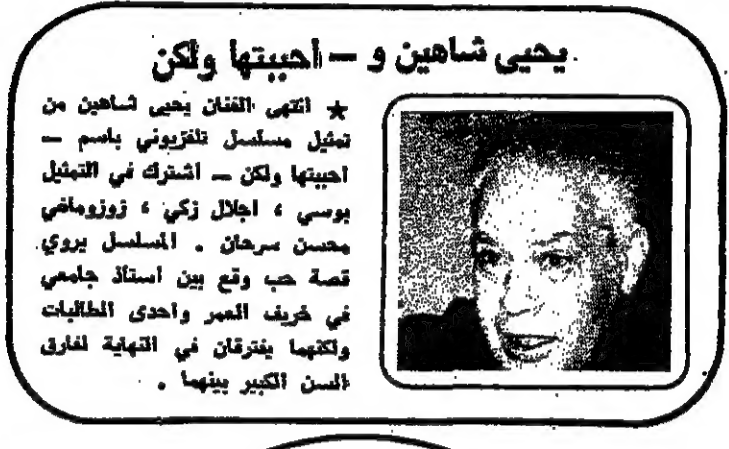 يحيى شاهين و — احببتها ولكن
★ انتهى الفنان يحيى شاهين من
تمثيل مسلسل تلفزيوني باسم —
احببتها ولكن — اشترك في التمثيل
بوسي ، اجلال زكي ، زوزوماضي
محسن سرحان . المسلسل يروي
قصة حب وقع بين استاذ جامعي
في خريف العمر واحدى الطالبات
ولكنهما يفترقان في النهاية لفارق
السن الكبير بينهما .